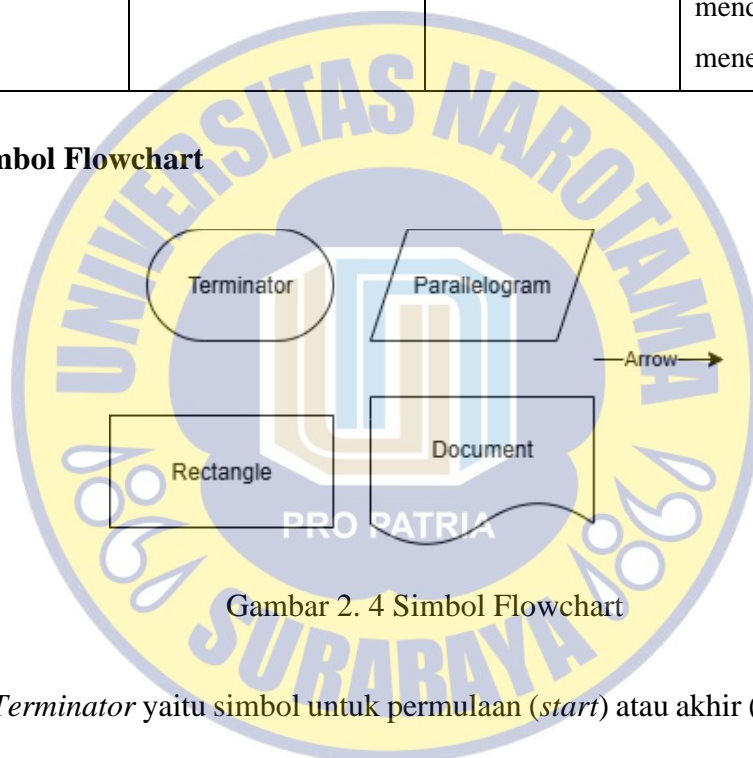 mend
mene
mbol Flowchart
UNIVERSITAS NAROTAMA
Terminator
Parallelogram
Arrow
Rectangle
Document
PRO PATRIA
SURABAYA
Gambar 2. 4 Simbol Flowchart
Terminator yaitu simbol untuk permulaan (start) atau akhir (